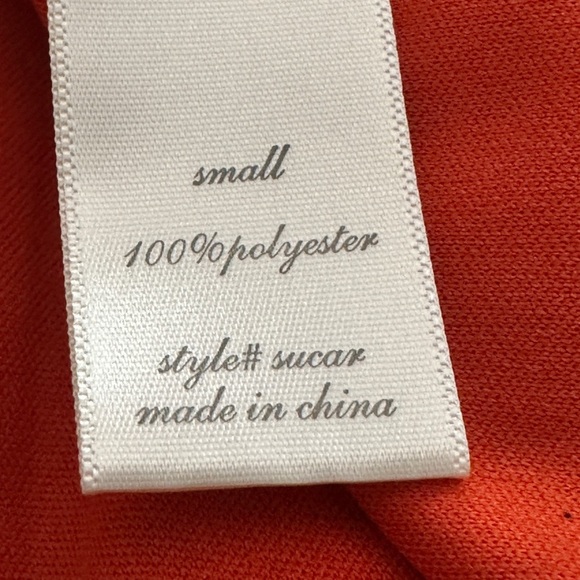 small
100%polyester
style# sucar
made in china